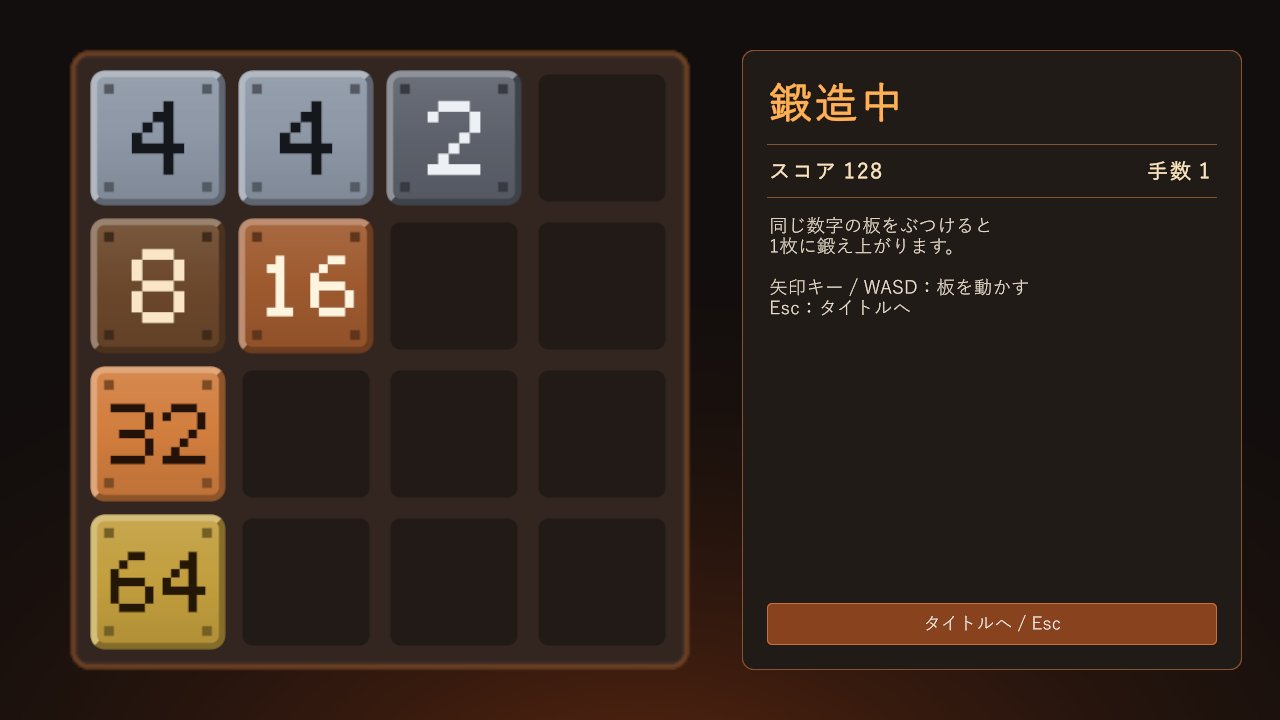 4 4 2
8 16
32
64
鍛造中
スコア 128 手数 1
同じ数字の板をぶつけると
1枚に鍛え上がります。
矢印キー / WASD：板を動かす
Esc：タイトルへ
タイトルへ / Esc